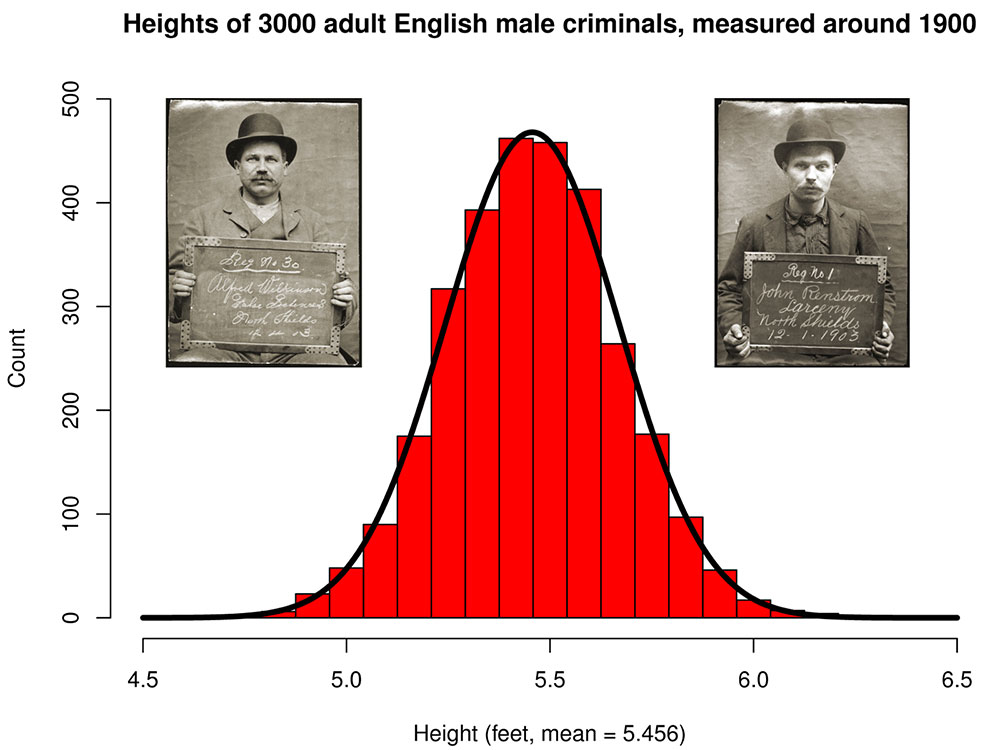 Heights of 3000 adult English male criminals, measured around 1900
500
400
300
200
100
0
Count
Reg No. 30
Alfred Wilkinson
False Pretences
North Shields
Reg No 1
John Renstrom
Larceny
North Shields
12 - 1 - 1903
4.5 5.0 5.5 6.0 6.5
Height (feet, mean = 5.456)